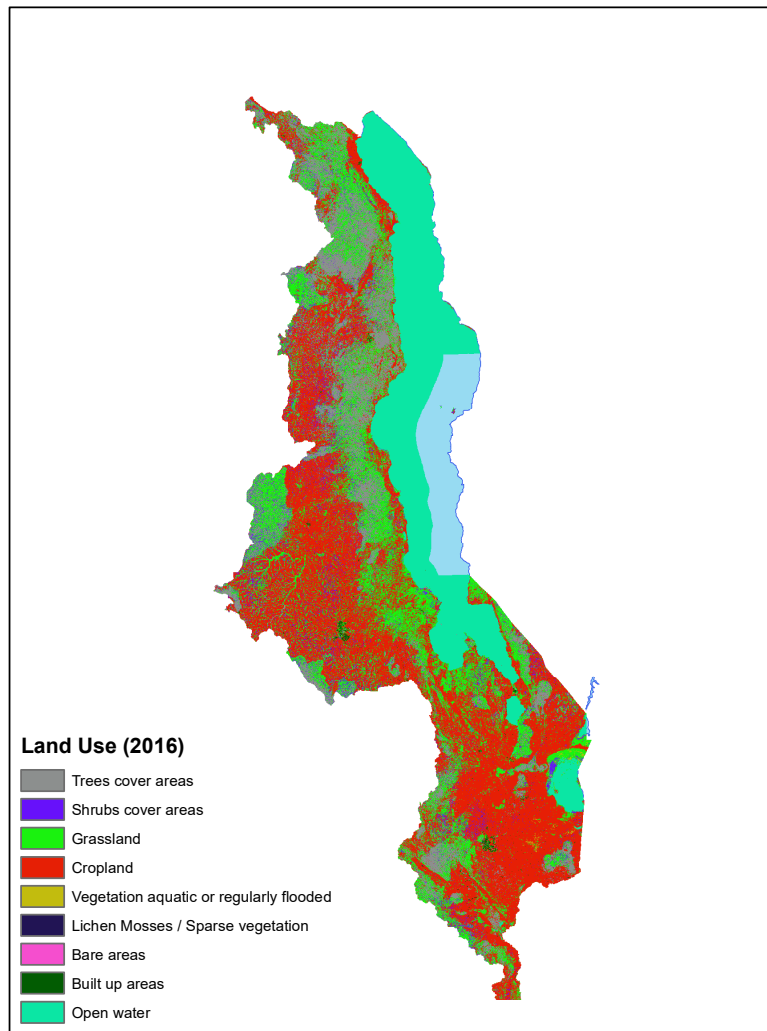 Land Use (2016)
Trees cover areas
Shrubs cover areas
Grassland
Cropland
Vegetation aquatic or regularly flooded
Lichen Mosses / Sparse vegetation
Bare areas
Built up areas
Open water